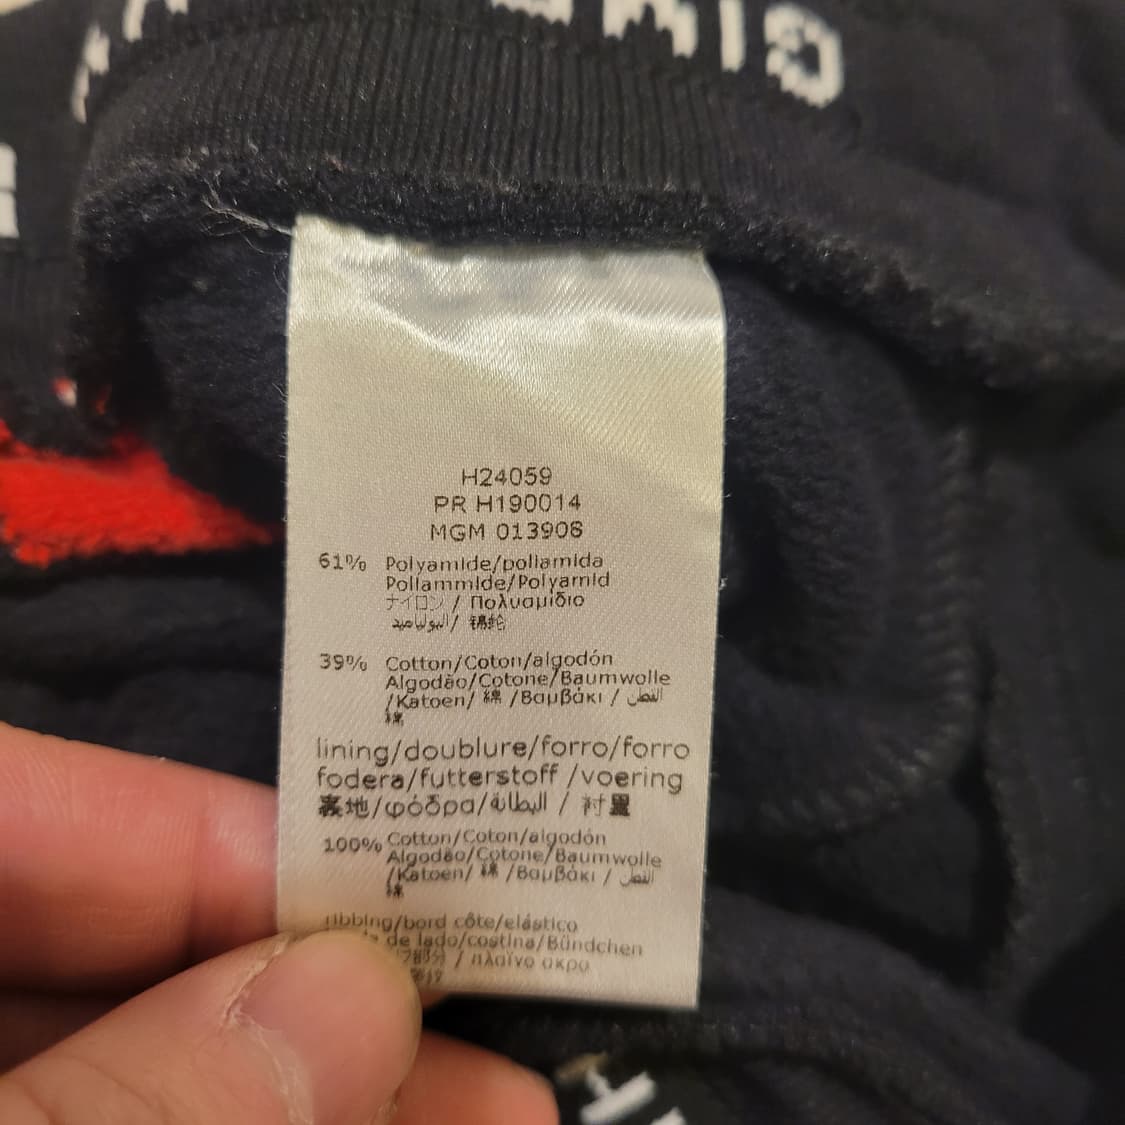 H24059
PR H190014
MGM 013908
61% Polyamide/poliamida
Poliammide/Polyamid
ナイロン / Πολυαμίδιο
البولياميد/ 锦纶
39% Cotton/Coton/algodón
Algodão/Cotone/Baumwolle
/Katoen/ 綿 /Βαμβάκι / القطن
棉
lining/doublure/forro/forro
fodera/futterstoff /voering
裏地/φόδρα/البطانة / 衬里
100% Cotton/Coton/algodón
Algodão/Cotone/Baumwolle
/Katoen/ 綿 /Βαμβάκι / القطن
棉
ribbing/bord côte/elástico
de lado/costina/Bündchen
/ πλαϊνο ακρο